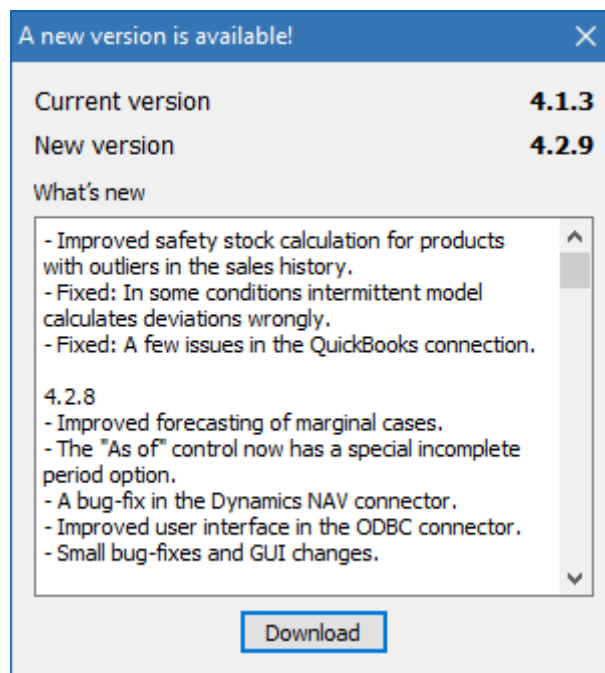 A new version is available!
Current version 4.1.3
New version 4.2.9
What's new
- Improved safety stock calculation for products
with outliers in the sales history.
- Fixed: In some conditions intermittent model
calculates deviations wrongly.
- Fixed: A few issues in the QuickBooks connection.
4.2.8
- Improved forecasting of marginal cases.
- The "As of" control now has a special incomplete
period option.
- A bug-fix in the Dynamics NAV connector.
- Improved user interface in the ODBC connector.
- Small bug-fixes and GUI changes.
Download